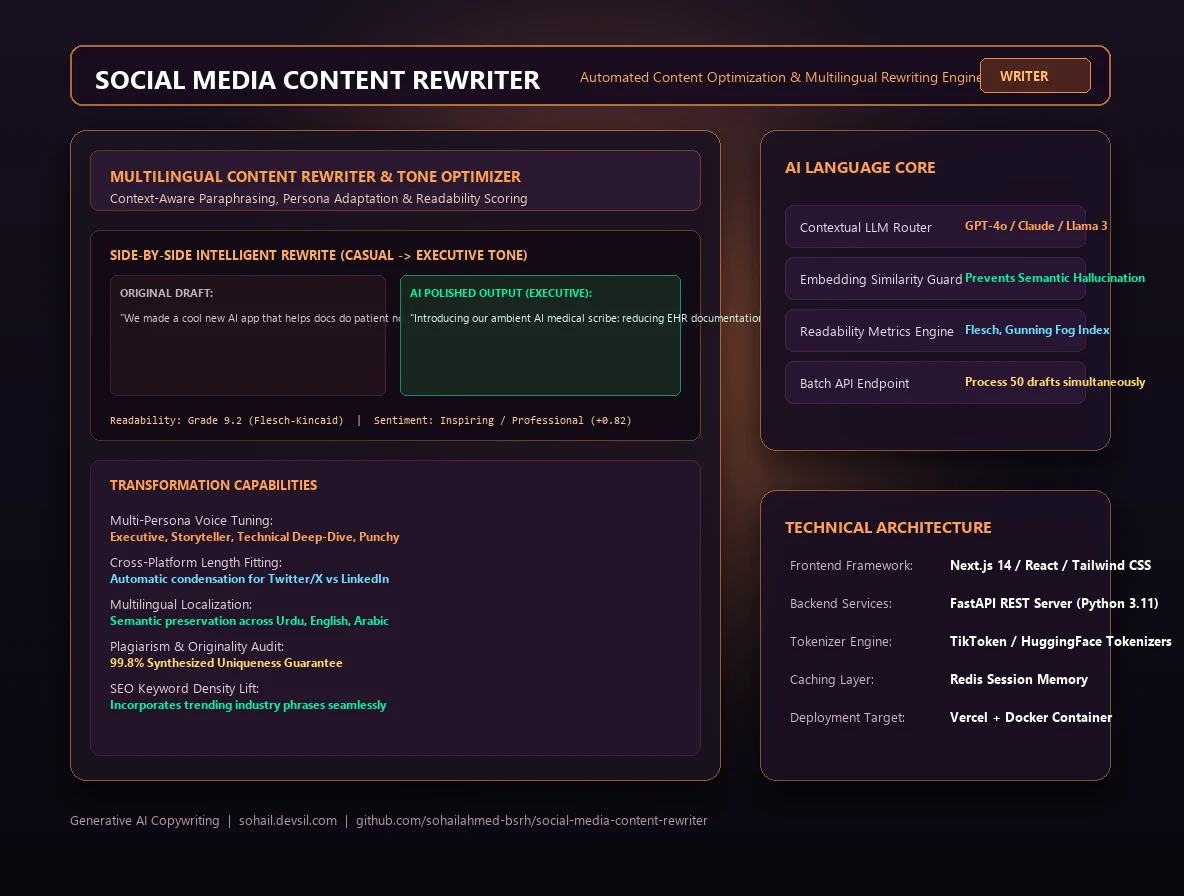 SOCIAL MEDIA CONTENT REWRITER
Automated Content Optimization & Multilingual Rewriting Engine
WRITER
MULTILINGUAL CONTENT REWRITER & TONE OPTIMIZER
Context-Aware Paraphrasing, Persona Adaptation & Readability Scoring
SIDE-BY-SIDE INTELLIGENT REWRITE (CASUAL -> EXECUTIVE TONE)
ORIGINAL DRAFT:
"We made a cool new AI app that helps docs do patient
AI POLISHED OUTPUT (EXECUTIVE):
"Introducing our ambient AI medical scribe: reducing EHR documentation
Readability: Grade 9.2 (Flesch-Kincaid) | Sentiment: Inspiring / Professional (+0.82)
TRANSFORMATION CAPABILITIES
Multi-Persona Voice Tuning:
Executive, Storyteller, Technical Deep-Dive, Punchy
Cross-Platform Length Fitting:
Automatic condensation for Twitter/X vs LinkedIn
Multilingual Localization:
Semantic preservation across Urdu, English, Arabic
Plagiarism & Originality Audit:
99.8% Synthesized Uniqueness Guarantee
SEO Keyword Density Lift:
Incorporates trending industry phrases seamlessly
AI LANGUAGE CORE
Contextual LLM Router GPT-4o / Claude / Llama 3
Embedding Similarity Guard Prevents Semantic Hallucination
Readability Metrics Engine Flesch, Gunning Fog Index
Batch API Endpoint Process 50 drafts simultaneously
TECHNICAL ARCHITECTURE
Frontend Framework: Next.js 14 / React / Tailwind CSS
Backend Services: FastAPI REST Server (Python 3.11)
Tokenizer Engine: TikToken / HuggingFace Tokenizers
Caching Layer: Redis Session Memory
Deployment Target: Vercel + Docker Container
Generative AI Copywriting | sohail.devsil.com | github.com/sohailahmed-bsrh/social-media-content-rewriter